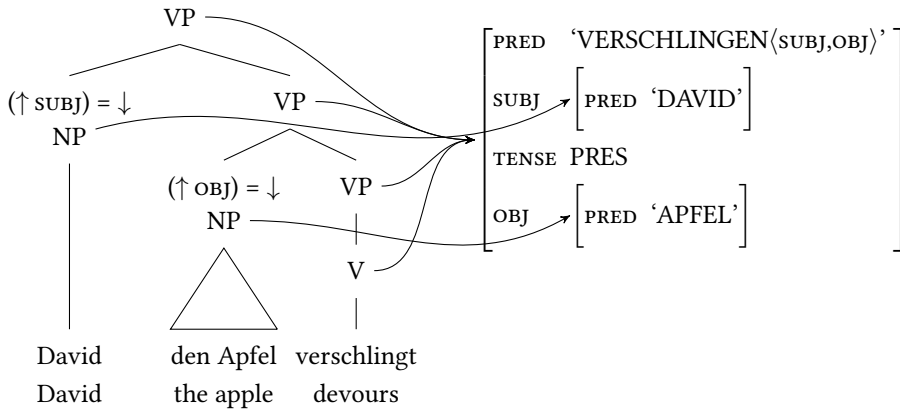 VP
PRED ‘VERSCHLINGEN⟨SUBJ,OBJ⟩’
(↑ SUBJ) = ↓ VP SUBJ [PRED ‘DAVID’]
NP
TENSE PRES
(↑ OBJ) = ↓ VP
NP OBJ [PRED ‘APFEL’]
V
David den Apfel verschlingt
David the apple devours